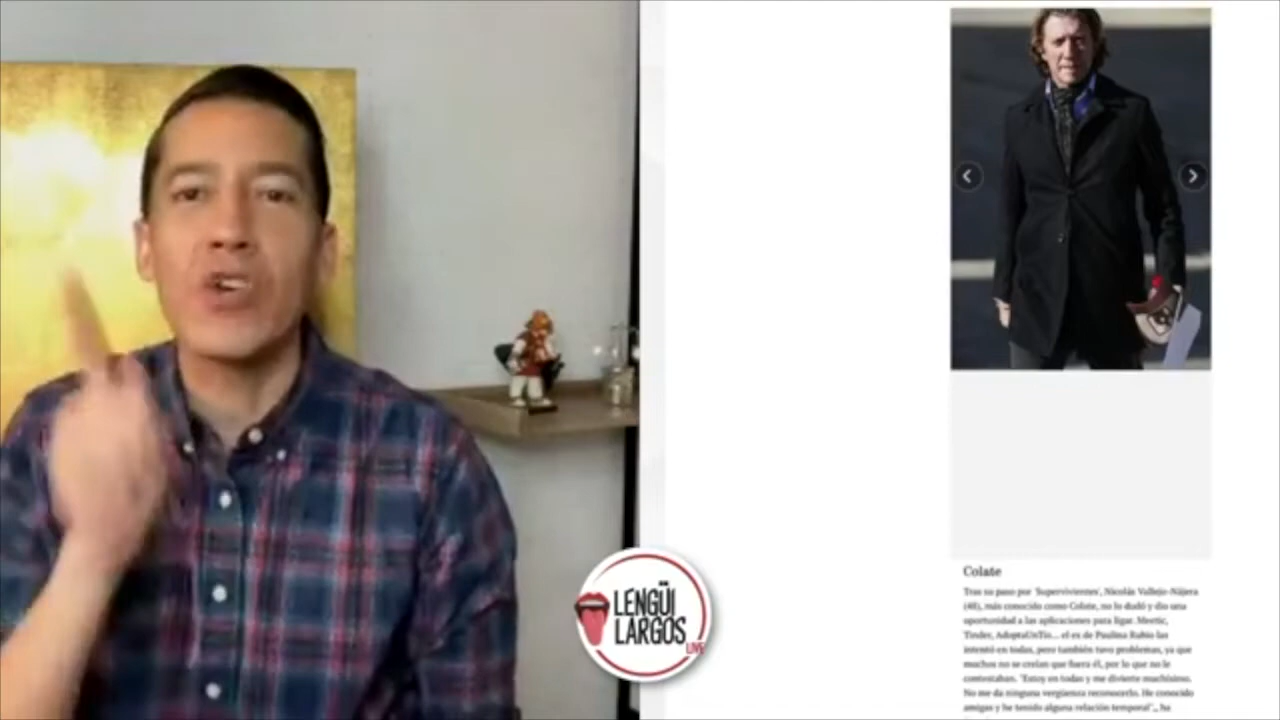 LENGÜI
LARGOS
LIVE
Colate
Tras su paso por 'Supervivientes', Nicolás Vallejo-Nájera
(48), más conocido como Colote, no lo dudó y dio una
oportunidad a las aplicaciones para ligar. Meetic,
Tinder, AdoptaUnTío... el ex de Paulina Rubio las
intentó en todas, pero también tuvo problemas, ya que
muchos no se creían que fuera él, por lo que no le
contestaban. 'Estoy en todas y me divierte muchísimo.
No me da ninguna vergüenza reconocerlo. He conocido
amigas y he tenido alguna relación temporal', ha